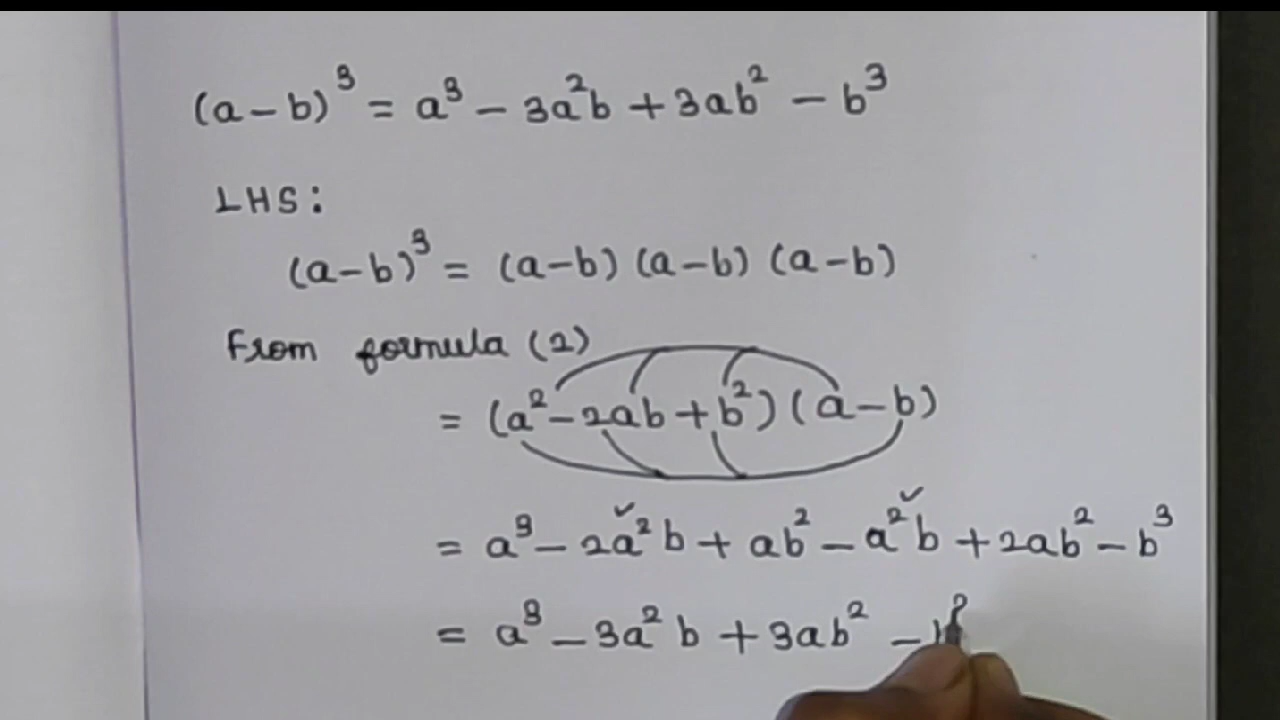 (a-b)³ = a³ - 3a²b + 3ab² - b³
LHS:
(a-b)³ = (a-b) (a-b) (a-b)
From formula (2)
= (a² - 2ab + b²) (a-b)
= a³ - 2a²b + ab² - a²b + 2ab² - b³
= a³ - 3a²b + 3ab² -